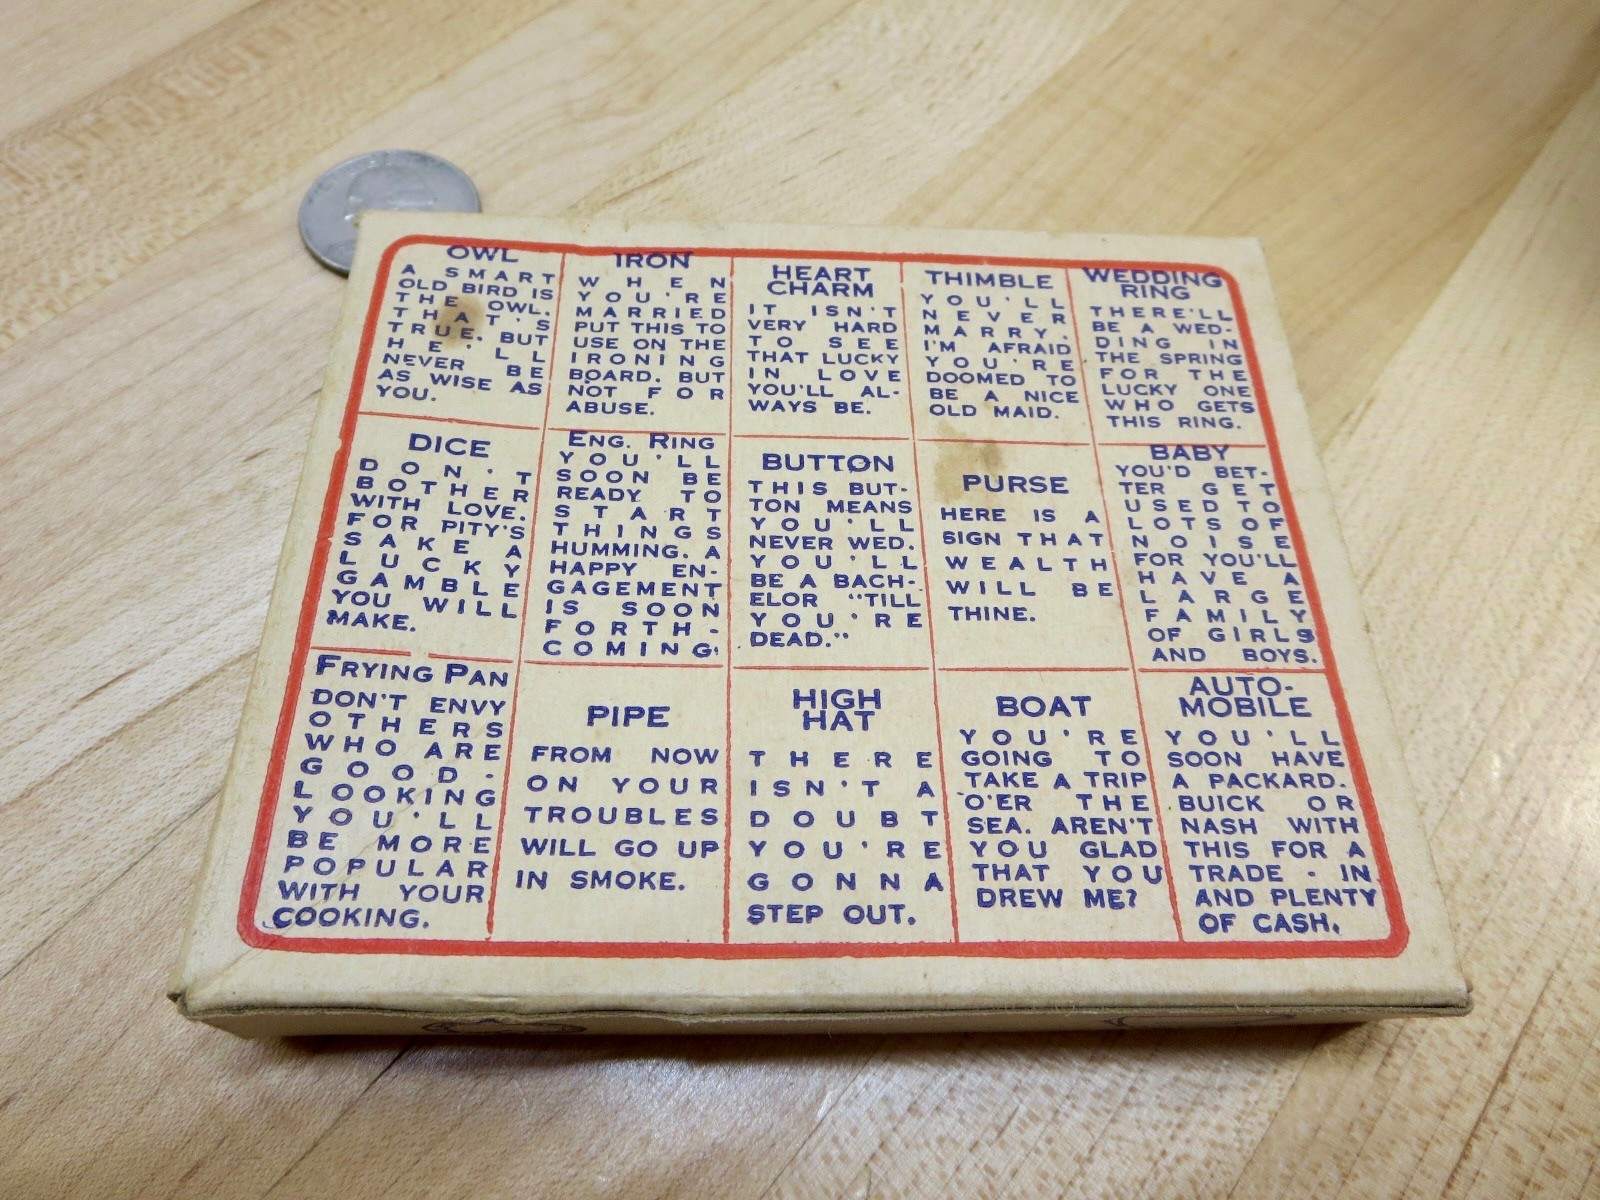 OWL
A SMART
OLD BIRD IS
THE OWL.
THAT'S
TRUE. BUT
HE'LL
NEVER BE
AS WISE AS
YOU.
IRON
WHEN
YOU'RE
MARRIED
PUT THIS TO
USE ON THE
IRONING
BOARD. BUT
NOT FOR
ABUSE.
HEART
CHARM
IT ISN'T
VERY HARD
TO SEE
THAT LUCKY
IN LOVE
YOU'LL AL-
WAYS BE.
THIMBLE
YOU'LL
NEVER
MARRY.
I'M AFRAID
YOU'RE
DOOMED TO
BE A NICE
OLD MAID.
WEDDING
RING
THERE'LL
BE A WED-
DING IN
THE SPRING
FOR THE
LUCKY ONE
WHO GETS
THIS RING.
DICE
DON'T
BOTHER
WITH LOVE.
FOR PITY'S
SAKE A
LUCKY
GAMBLE
YOU WILL
MAKE.
ENG. RING
YOU'LL
SOON BE
READY TO
START
THINGS
HUMMING. A
HAPPY EN-
GAGEMENT
IS SOON
FORTH-
COMING.
BUTTON
THIS BUT-
TON MEANS
YOU'LL
NEVER WED.
YOU'LL
BE A BACH-
ELOR "TILL
YOU'RE
DEAD."
PURSE
HERE IS A
SIGN THAT
WEALTH
WILL BE
THINE.
BABY
YOU'D BET-
TER GET
USED TO
LOTS OF
NOISE
FOR YOU'LL
HAVE A
LARGE
FAMILY
OF GIRLS
AND BOYS.
FRYING PAN
DON'T ENVY
OTHERS
WHO ARE
GOOD-
LOOKING
YOU'LL
BE MORE
POPULAR
WITH YOUR
COOKING.
PIPE
FROM NOW
ON YOUR
TROUBLES
WILL GO UP
IN SMOKE.
HIGH
HAT
THERE
ISN'T A
DOUBT
YOU'RE
GONNA
STEP OUT.
BOAT
YOU'RE
GOING TO
TAKE A TRIP
O'ER THE
SEA. AREN'T
YOU GLAD
THAT YOU
DREW ME?
AUTO-
MOBILE
YOU'LL
SOON HAVE
A PACKARD.
BUICK OR
NASH WITH
THIS FOR A
TRADE-IN
AND PLENTY
OF CASH.